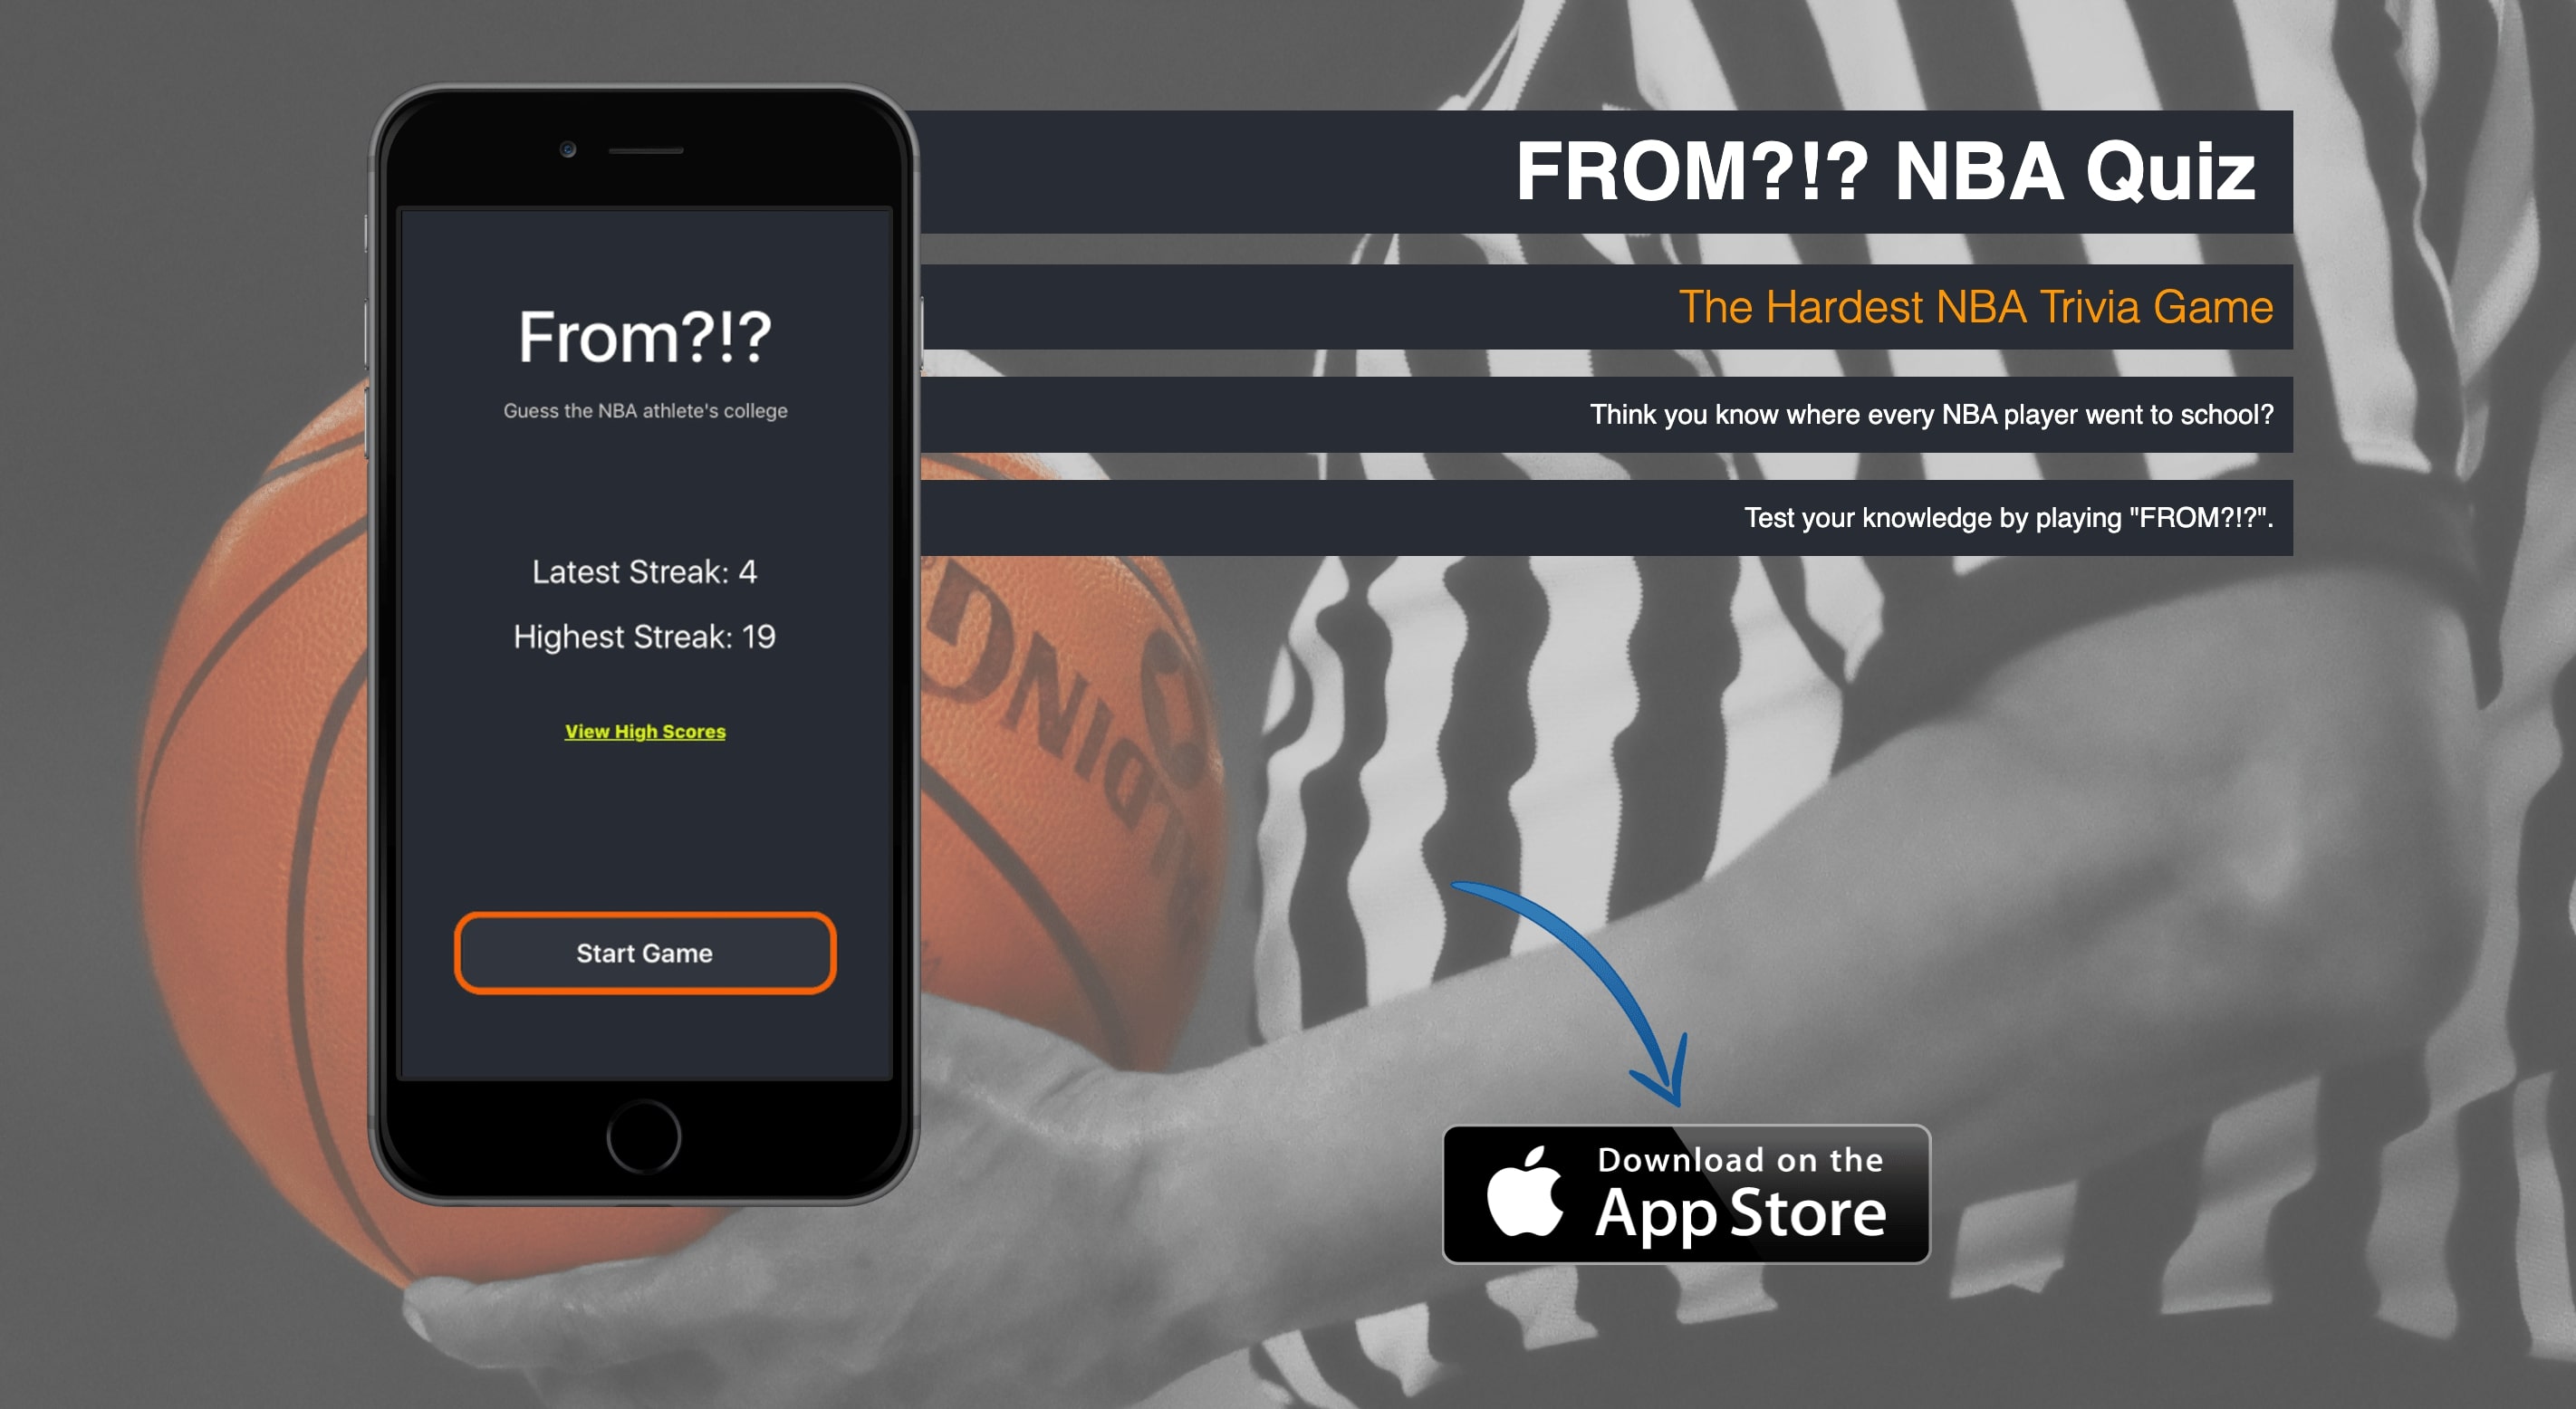 FROM?!? NBA Quiz
The Hardest NBA Trivia Game
Think you know where every NBA player went to school?
Test your knowledge by playing "FROM?!?".
From?!?
Guess the NBA athlete's college
Latest Streak: 4
Highest Streak: 19
View High Scores
Start Game
Download on the
App Store